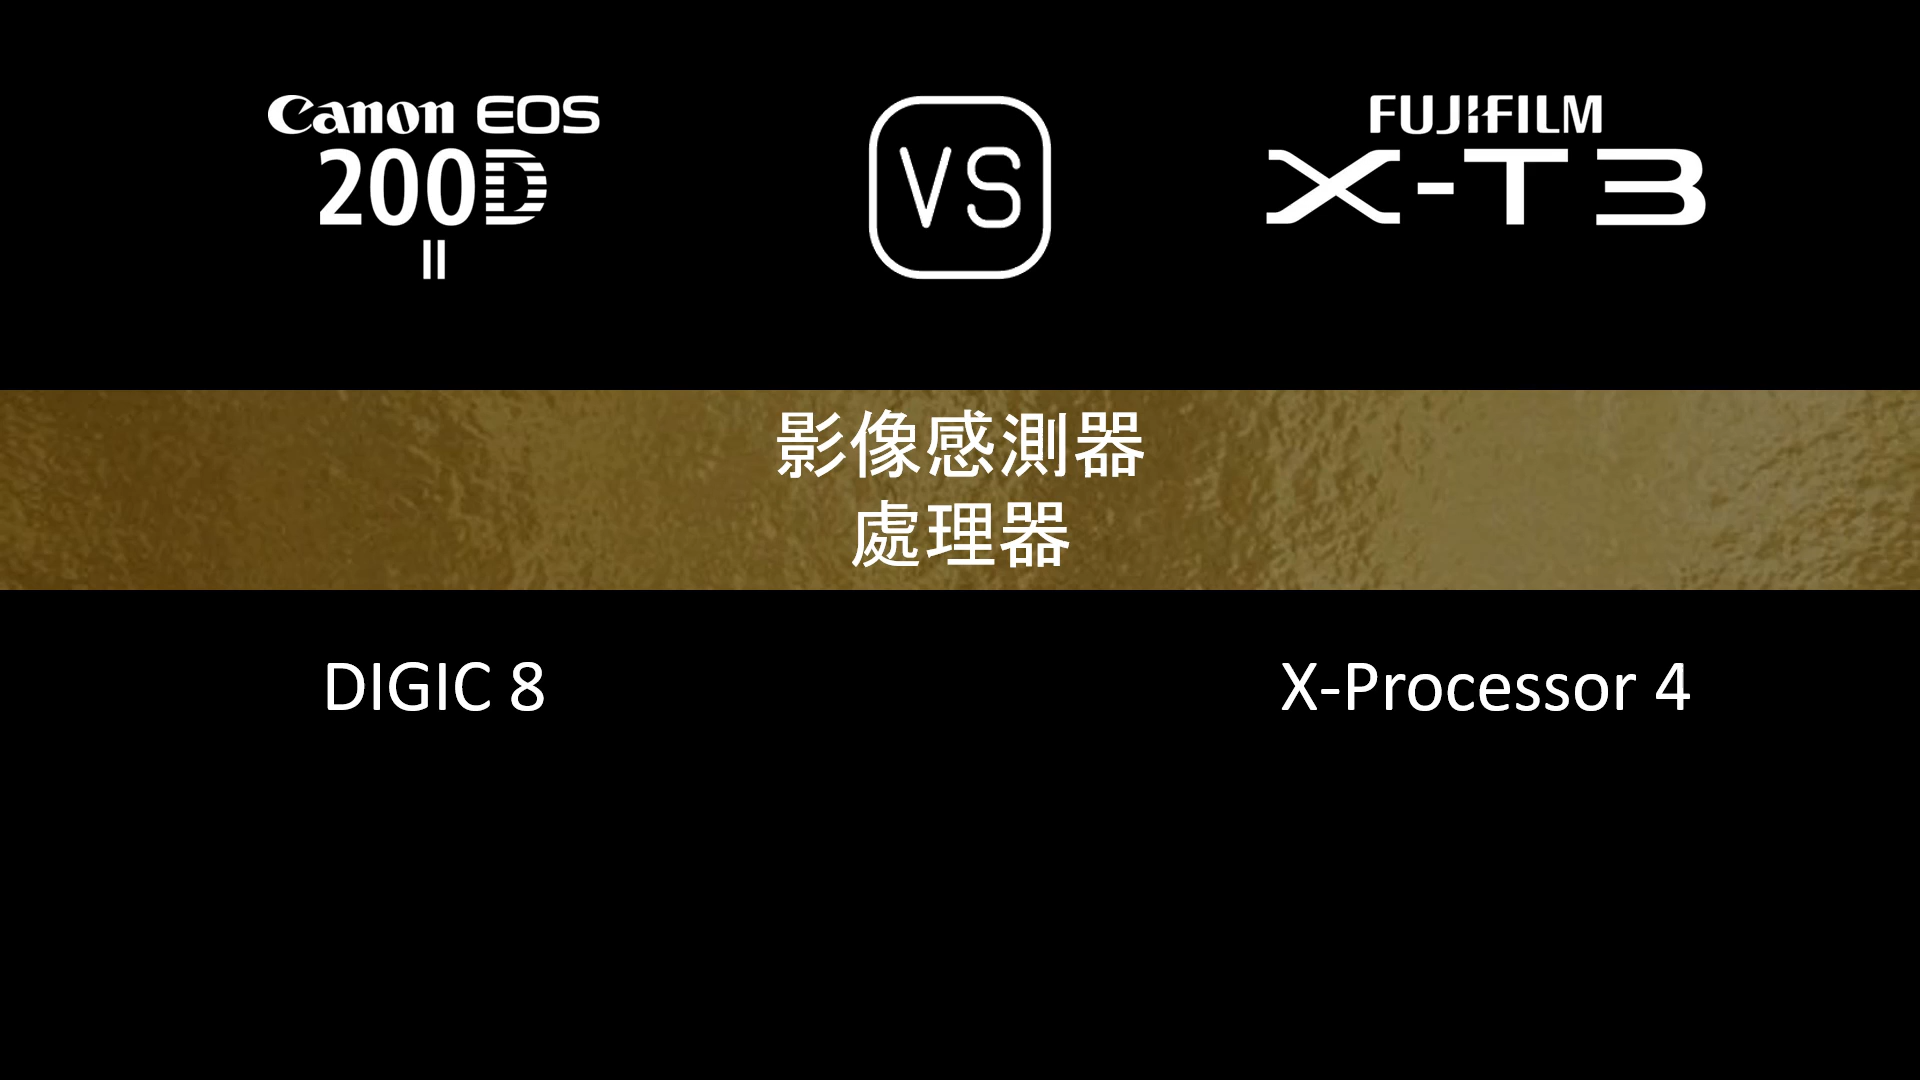 Canon EOS
200D
II
VS
FUJIFILM
X-T3
影像感測器
處理器
DIGIC 8
X-Processor 4